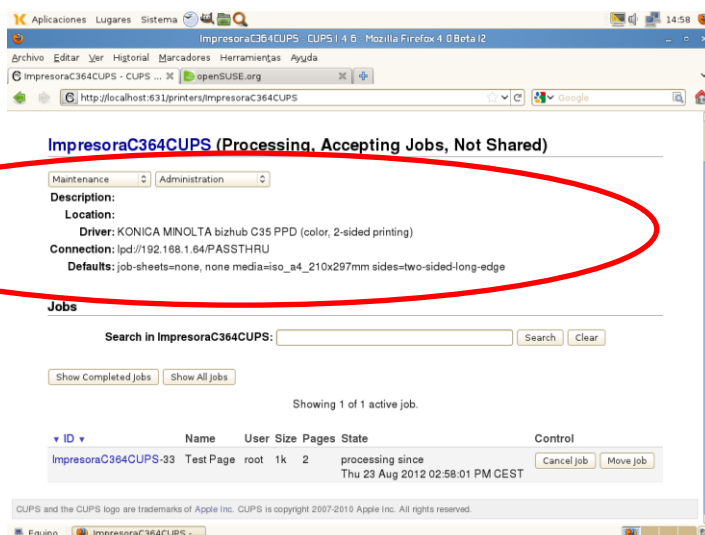 Aplicaciones Lugares Sistema 14:58
ImpresoraC364CUPS - CUPS 1.4.6 - Mozilla Firefox 4.0 Beta 12
Archivo Editar Ver Historial Marcadores Herramientas Ayuda
ImpresoraC364CUPS - CUPS ... openSUSE.org
http://localhost:631/printers/ImpresoraC364CUPS Google
ImpresoraC364CUPS (Processing, Accepting Jobs, Not Shared)
Maintenance Administration
Description:
Location:
Driver: KONICA MINOLTA bizhub C35 PPD (color, 2-sided printing)
Connection: lpd://192.168.1.64/PASSTHRU
Defaults: job-sheets=none, none media=iso_a4_210x297mm sides=two-sided-long-edge
Jobs
Search in ImpresoraC364CUPS: Search Clear
Show Completed Jobs Show All Jobs
Showing 1 of 1 active job.
▼ ID ▼ Name User Size Pages State Control
ImpresoraC364CUPS-33 Test Page root 1k 2 processing since Cancel Job Move Job
Thu 23 Aug 2012 02:58:01 PM CEST
CUPS and the CUPS logo are trademarks of Apple Inc. CUPS is copyright 2007-2010 Apple Inc. All rights reserved.
Equipo ImpresoraC364CUPS -